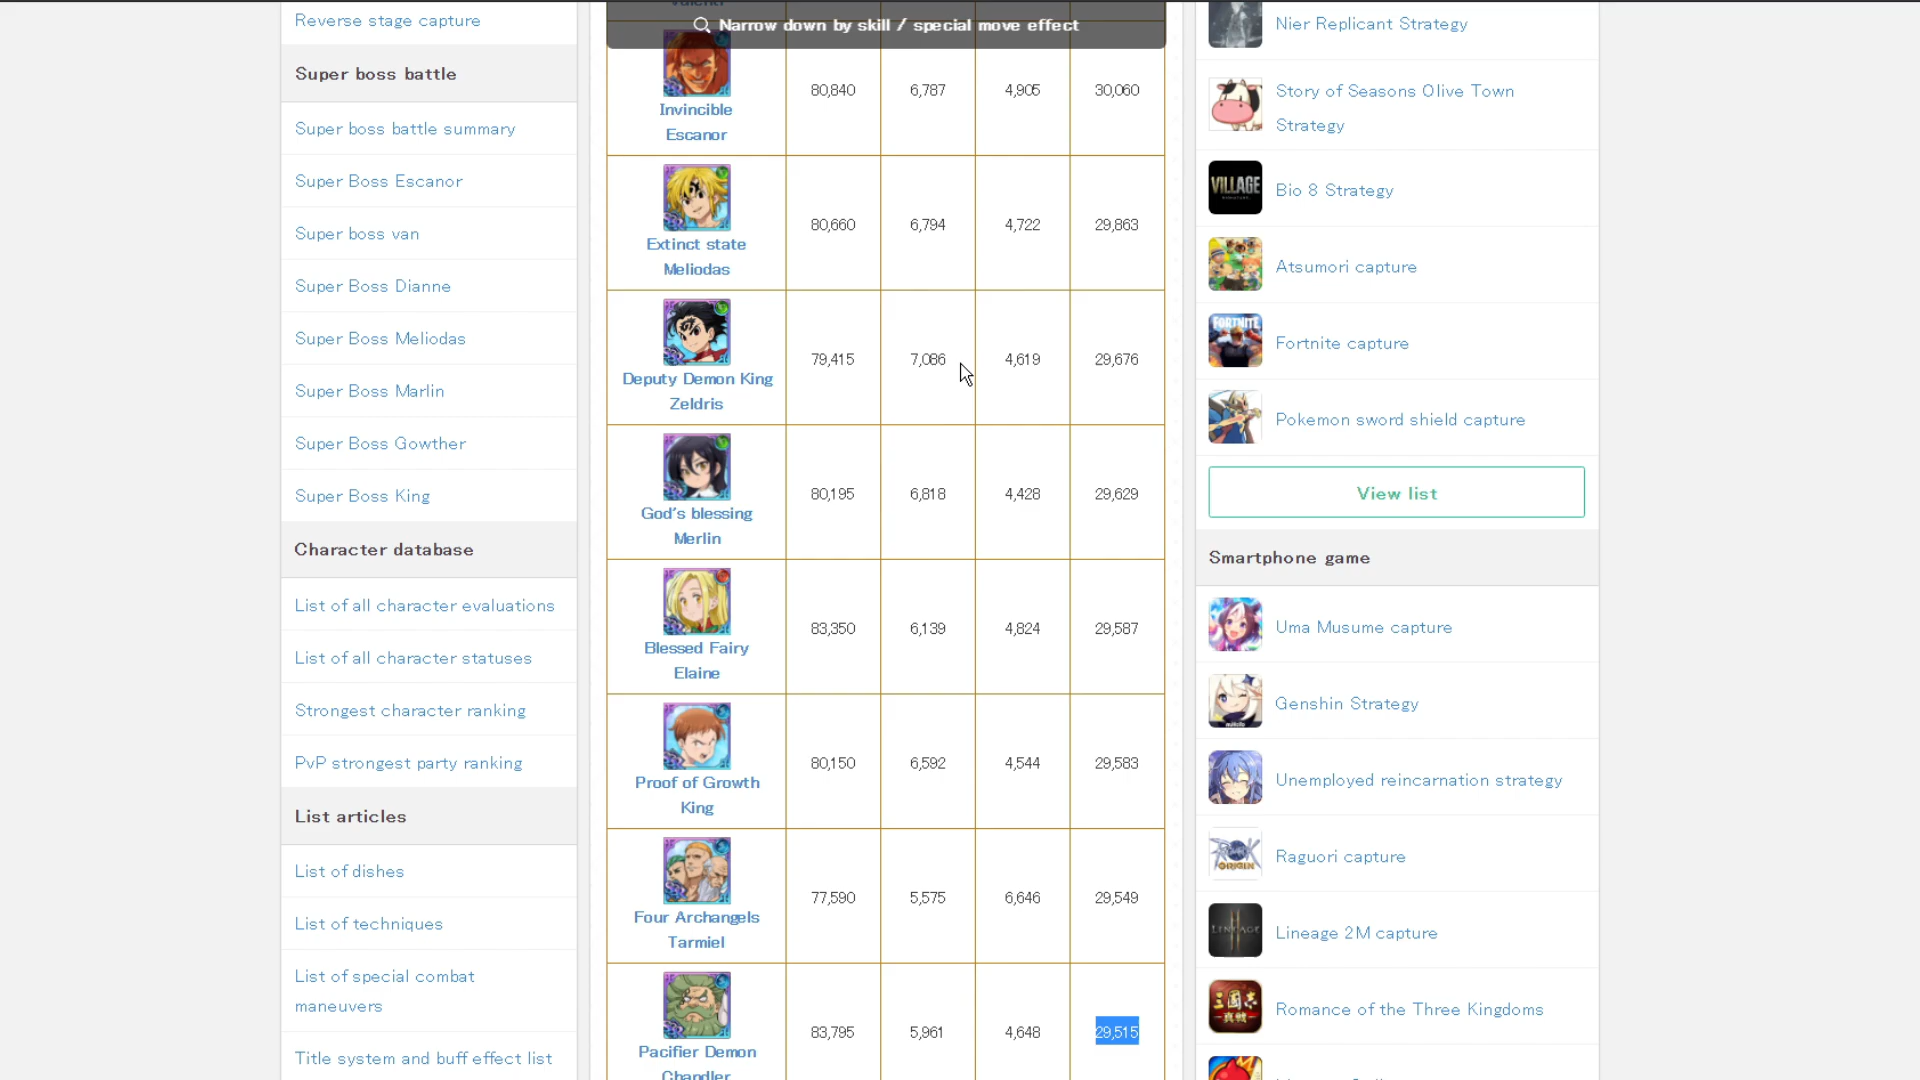 Reverse stage capture
Super boss battle
Super boss battle summary
Super Boss Escanor
Super boss van
Super Boss Dianne
Super Boss Meliodas
Super Boss Marlin
Super Boss Gowther
Super Boss King
Character database
List of all character evaluations
List of all character statuses
Strongest character ranking
PvP strongest party ranking
List articles
List of dishes
List of techniques
List of special combat
maneuvers
Title system and buff effect list
Narrow down by skill / special move effect
Invincible
Escanor
80,840 6,787 4,905 30,060
Extinct state
Meliodas
80,660 6,794 4,722 29,863
Deputy Demon King
Zeldris
79,415 7,086 4,619 29,676
God's blessing
Merlin
80,195 6,818 4,428 29,629
Blessed Fairy
Elaine
83,350 6,139 4,824 29,587
Proof of Growth
King
80,150 6,592 4,544 29,583
Four Archangels
Tarmiel
77,590 5,575 6,646 29,549
Pacifier Demon
Chandler
83,795 5,961 4,648 29,515
Nier Replicant Strategy
Story of Seasons Olive Town
Strategy
VILLAGE
Bio 8 Strategy
Atsumori capture
FORTNITE
Fortnite capture
Pokemon sword shield capture
View list
Smartphone game
Uma Musume capture
Genshin Strategy
Unemployed reincarnation strategy
ORIGIN
Raguori capture
LINEAGE
Lineage 2M capture
三國志
真戦
Romance of the Three Kingdoms